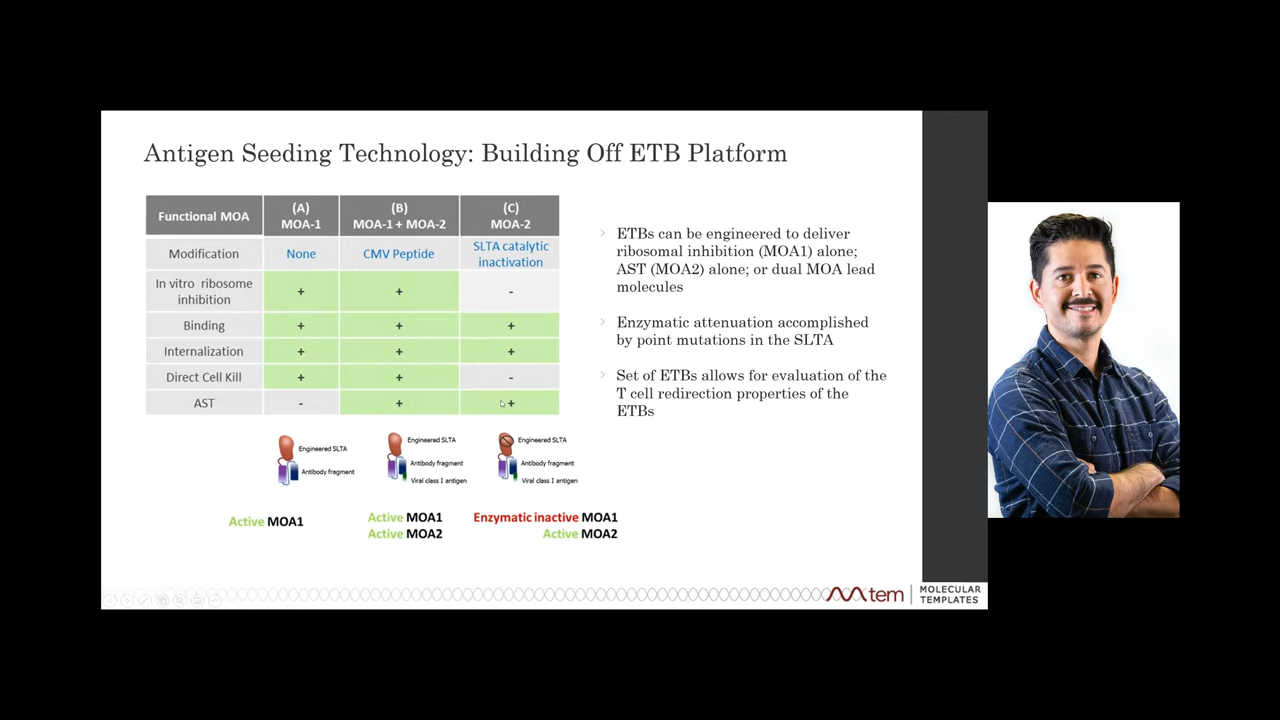 Antigen Seeding Technology: Building Off ETB Platform
Functional MOA
(A)
MOA-1
(B)
MOA-1 + MOA-2
(C)
MOA-2
Modification
None
CMV Peptide
SLTA catalytic
inactivation
In vitro ribosome
inhibition
+
+
-
Binding
+
+
+
Internalization
+
+
+
Direct Cell Kill
+
+
-
AST
-
+
+
Engineered SLTA
Antibody fragment
Engineered SLTA
Antibody fragment
Viral class I antigen
Engineered SLTA
Antibody fragment
Viral class I antigen
Active MOA1
Active MOA1
Active MOA2
Enzymatic inactive MOA1
Active MOA2
ETBs can be engineered to deliver
ribosomal inhibition (MOA1) alone;
AST (MOA2) alone; or dual MOA lead
molecules
Enzymatic attenuation accomplished
by point mutations in the SLTA
Set of ETBs allows for evaluation of the
T cell redirection properties of the
ETBs
tem
MOLECULAR
TEMPLATES